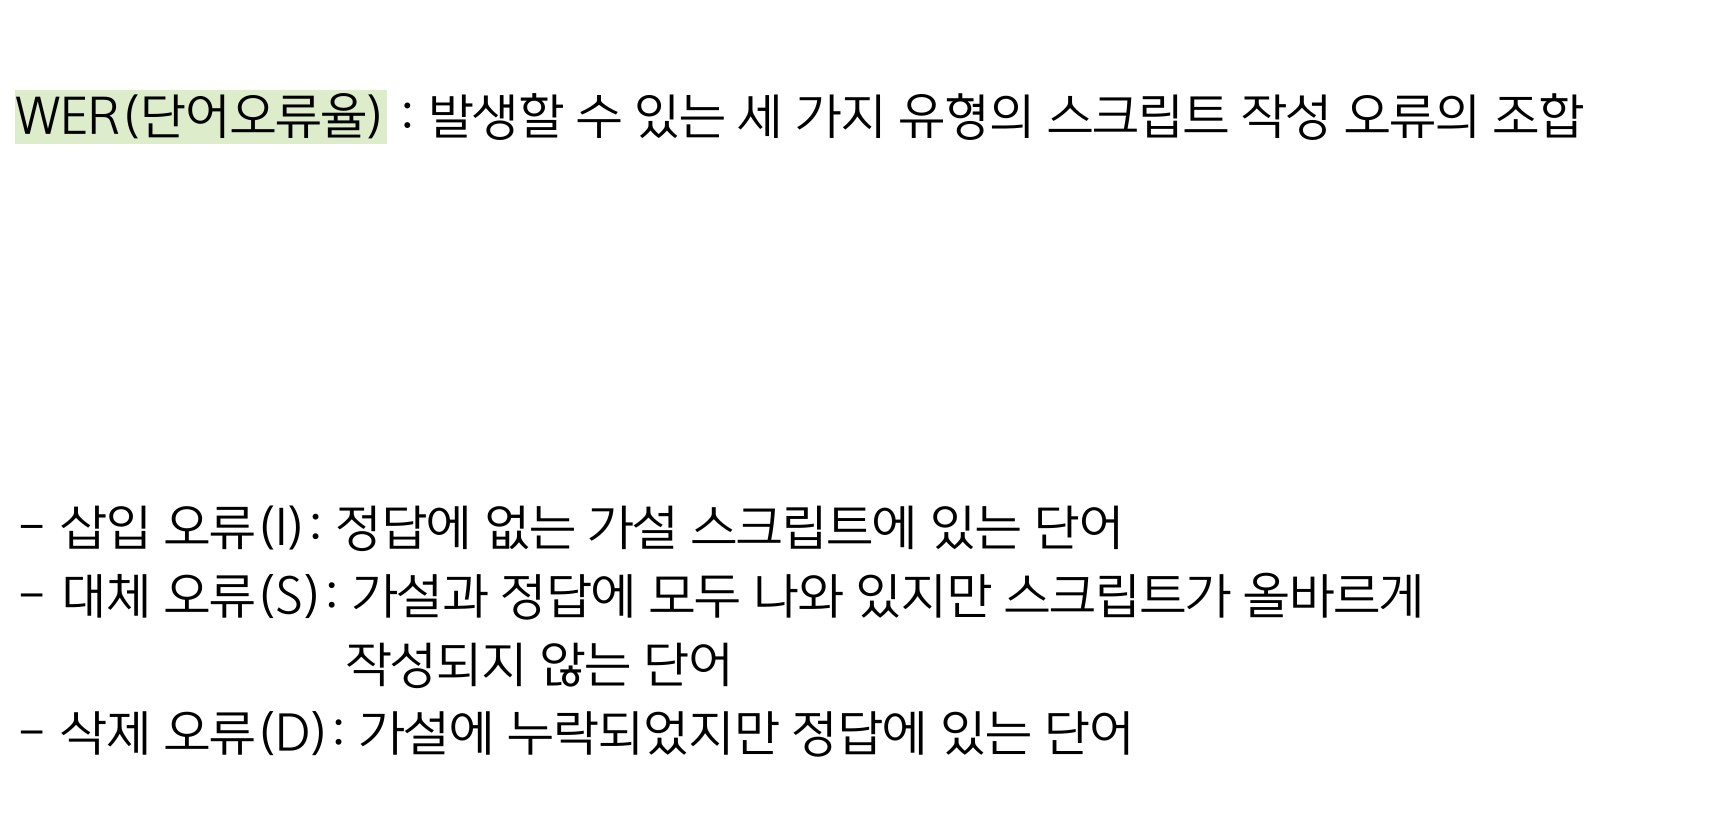 WER(단어오류율) : 발생할 수 있는 세 가지 유형의 스크립트 작성 오류의 조합
- 삽입 오류(I): 정답에 없는 가설 스크립트에 있는 단어
- 대체 오류(S): 가설과 정답에 모두 나와 있지만 스크립트가 올바르게
작성되지 않는 단어
- 삭제 오류(D): 가설에 누락되었지만 정답에 있는 단어